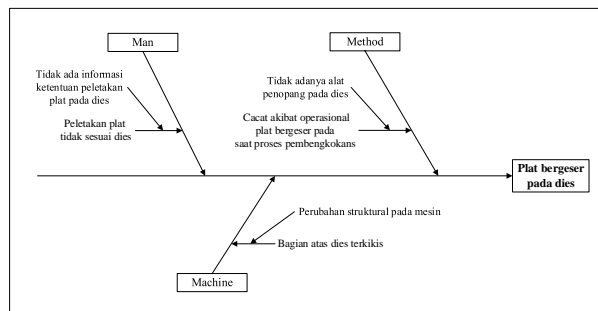 Man
Method
Tidak ada informasi
ketentuan peletakan
plat pada dies
Peletakan plat
tidak sesuai dies
Tidak adanya alat
penopang pada dies
Cacat akibat operasional
plat bergeser pada
saat proses pembengkokans
Plat bergeser
pada dies
Perubahan struktural pada mesin
Bagian atas dies terkikis
Machine